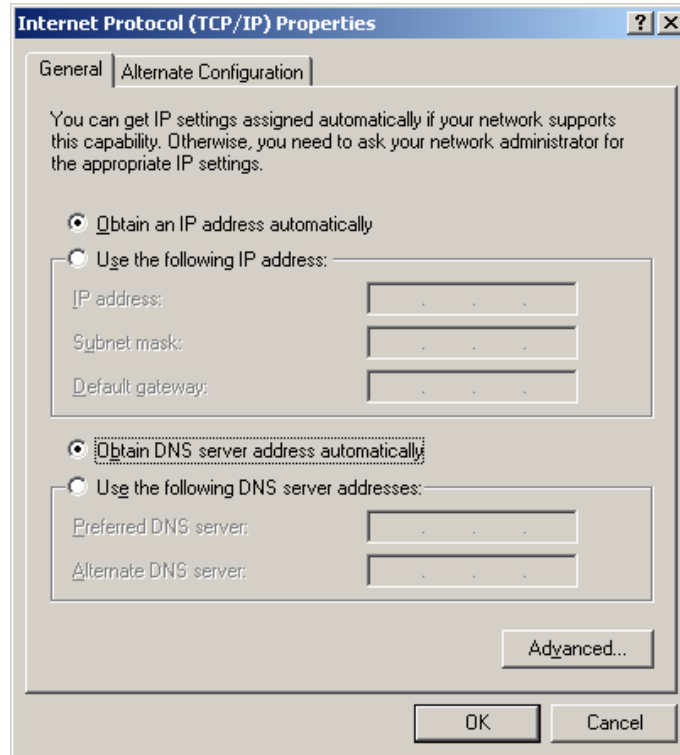 Internet Protocol (TCP/IP) Properties
General
Alternate Configuration
You can get IP settings assigned automatically if your network supports
this capability. Otherwise, you need to ask your network administrator for
the appropriate IP settings.
Obtain an IP address automatically
Use the following IP address:
IP address:
Subnet mask:
Default gateway:
Obtain DNS server address automatically
Use the following DNS server addresses:
Preferred DNS server:
Alternate DNS server:
Advanced...
OK
Cancel